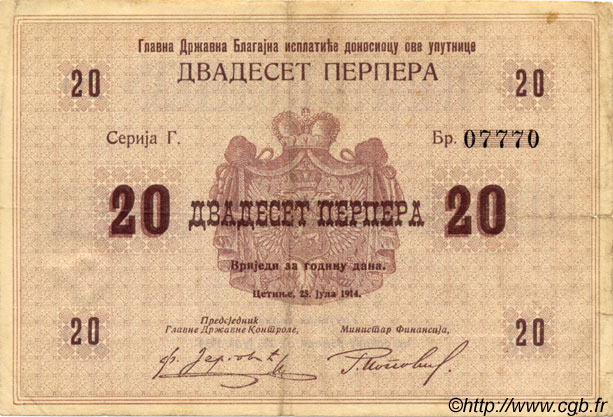 Главна Државна Благајна исплатиће доносиоцу ове упутнице
20 ДВАДЕСЕТ ПЕРПЕРА 20
Серија Г. Бр. 07770
20 ДВАДЕСЕТ ПЕРПЕРА 20
Вриједи за годину дана.
Цетиње, 25. јула 1914.
Предсједник
Главне Државне Контроле, Министар Финансија,
20 20
©http://www.cgb.fr